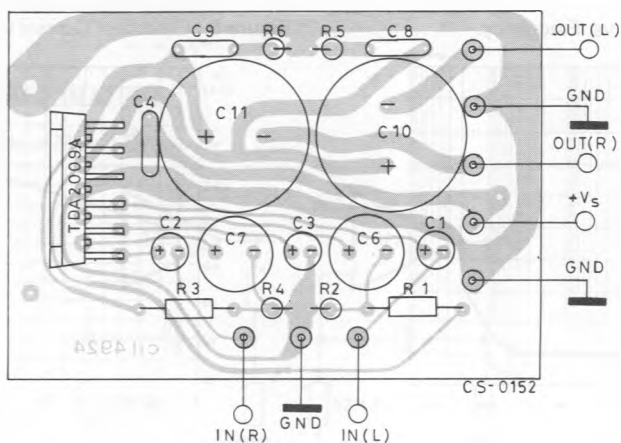 C9 R6 R5 C8 OUT(L)
GND
C4 C11 C10
OUT(R)
TDA2009A
+VS
C2 C7 C3 C6 C1
GND
R3 R4 R2 R1
cil4924
CS-0152
IN(R) GND IN(L)